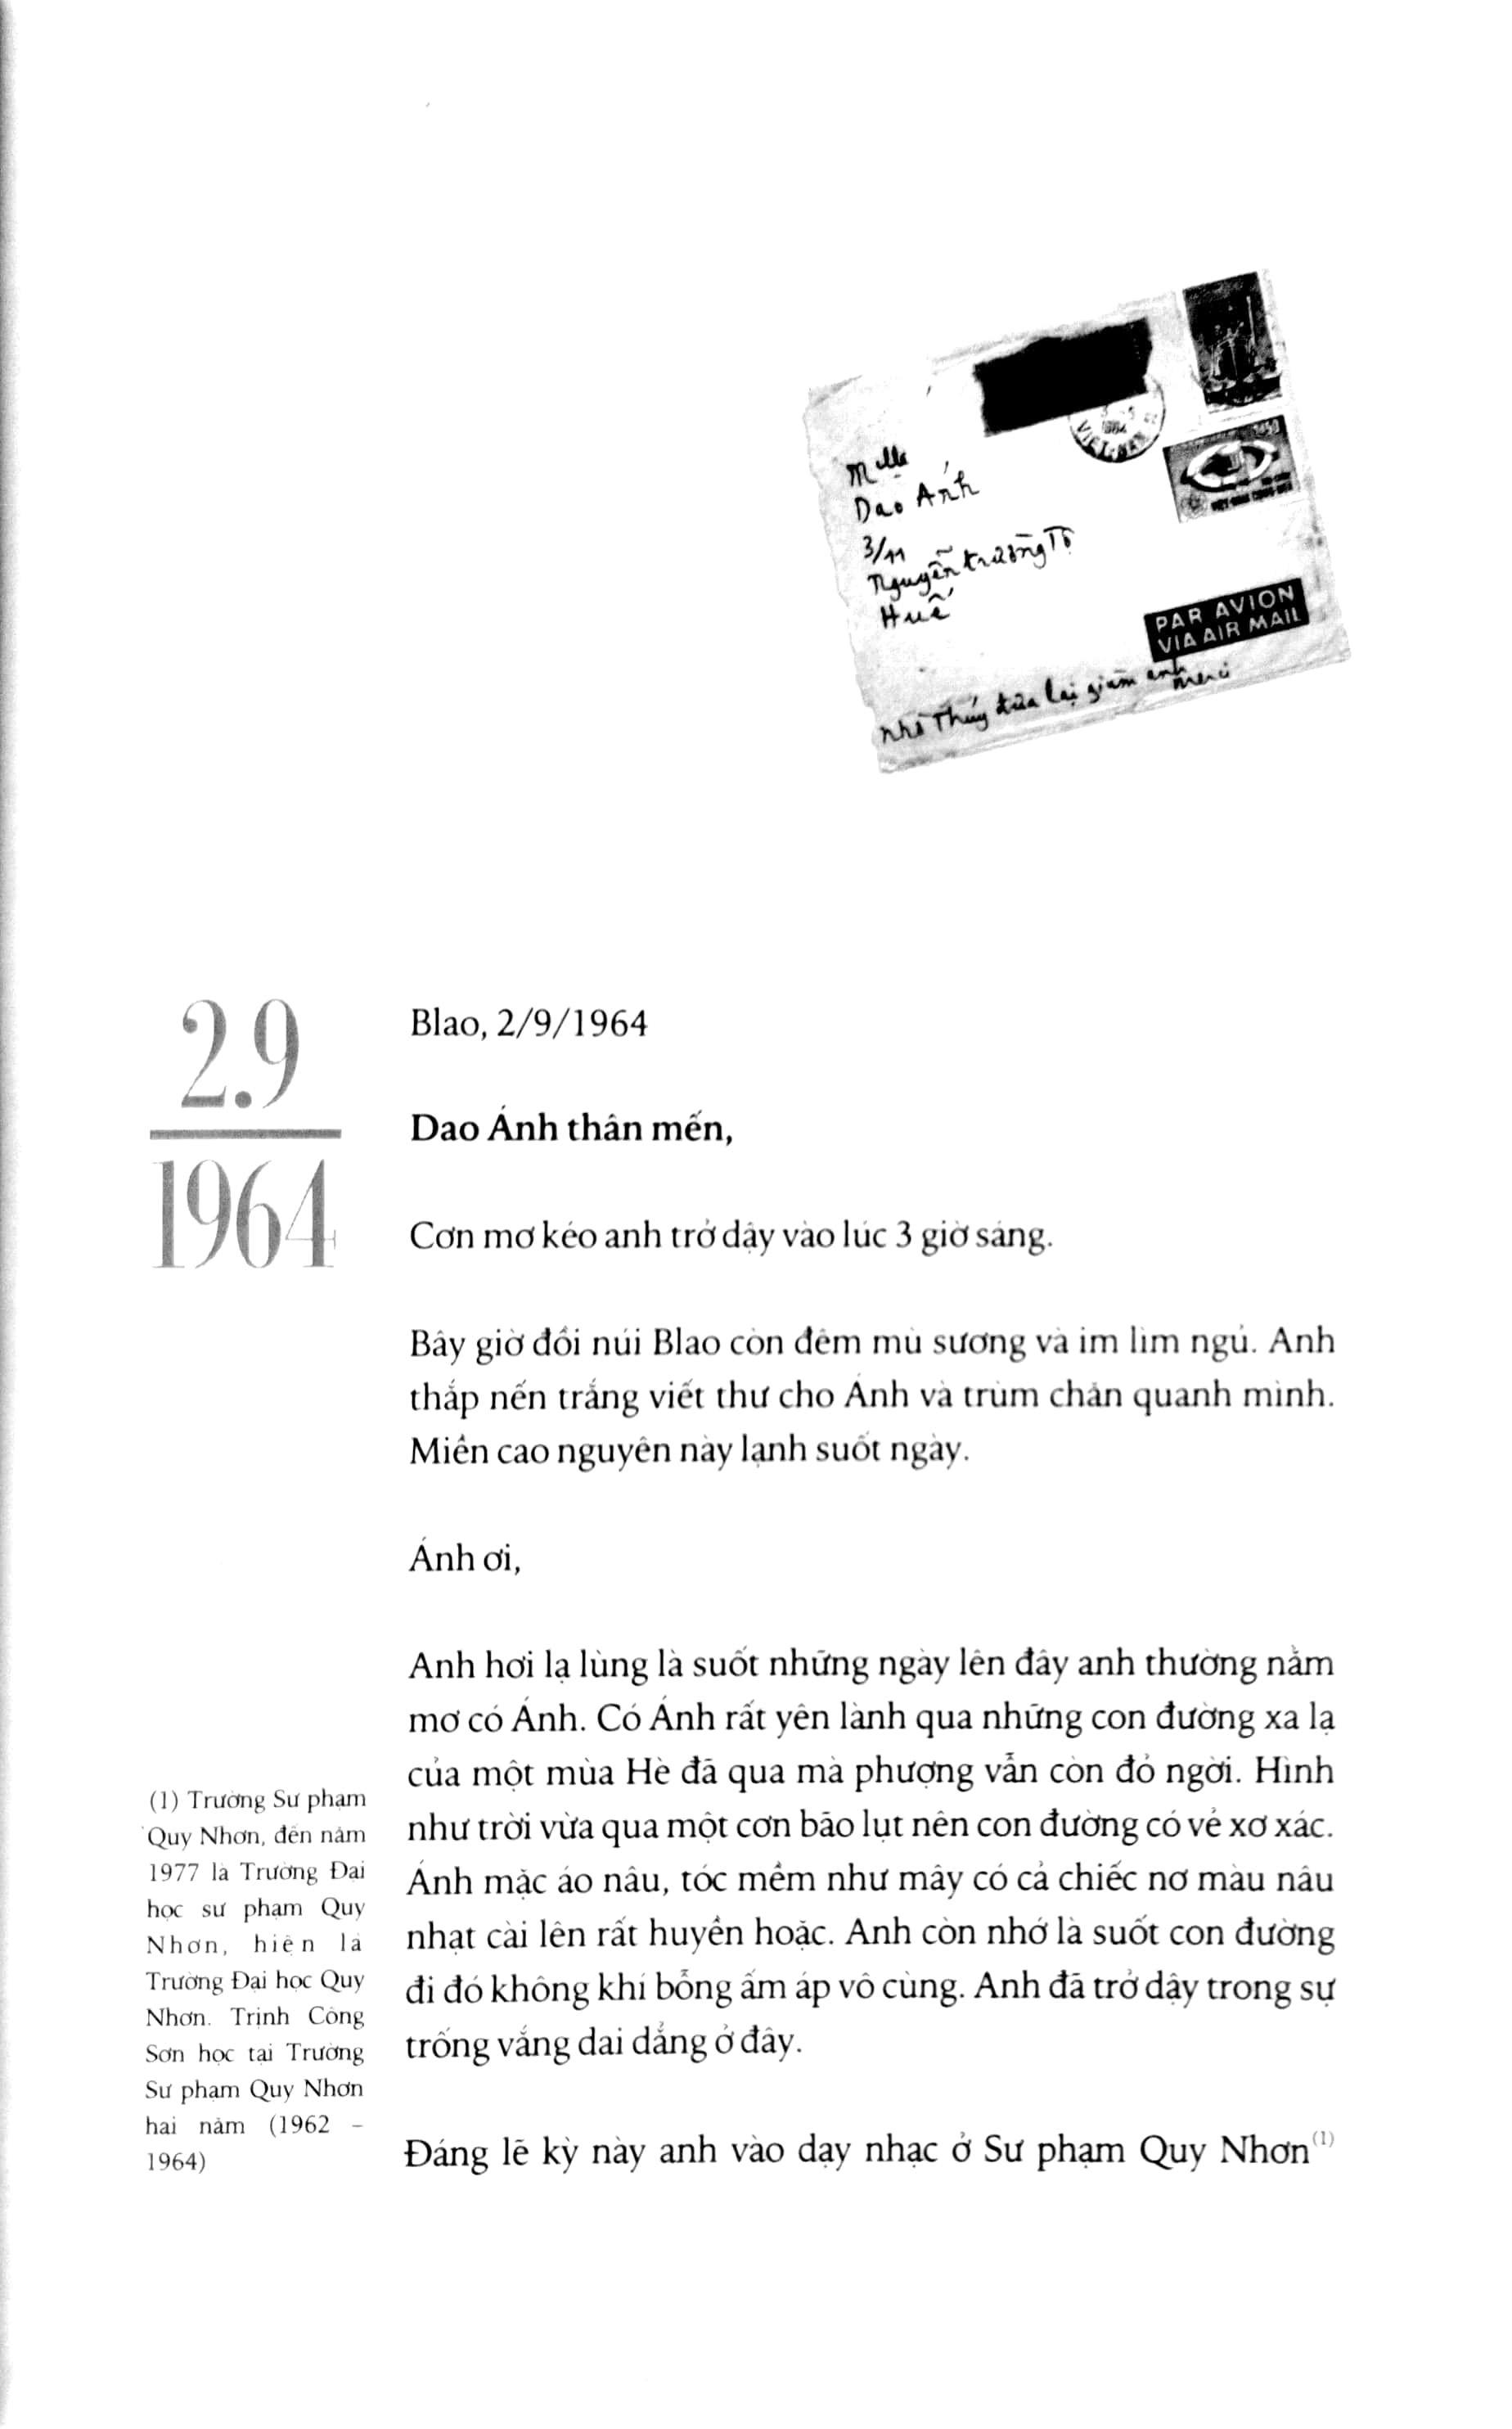 Mlle
Dao Ánh
3/11
Nguyễn trường Tộ
Huế
VIỆT-NAM
PAR AVION
VIA AIR MAIL
nhờ Thúy đưa lại giùm anh
merci
2.9
1964
Blao, 2/9/1964
Dao Ánh thân mến,
Cơn mơ kéo anh trở dậy vào lúc 3 giờ sáng.
Bây giờ đồi núi Blao còn đêm mù sương và im lìm ngủ. Anh
thắp nến trắng viết thư cho Ánh và trùm chăn quanh mình.
Miền cao nguyên này lạnh suốt ngày.
Ánh ơi,
Anh hơi lạ lùng là suốt những ngày lên đây anh thường nằm
mơ có Ánh. Có Ánh rất yên lành qua những con đường xa lạ
của một mùa Hè đã qua mà phượng vẫn còn đỏ ngời. Hình
như trời vừa qua một cơn bão lụt nên con đường có vẻ xơ xác.
Ánh mặc áo nâu, tóc mềm như mây có cả chiếc nơ màu nâu
nhạt cài lên rất huyền hoặc. Anh còn nhớ là suốt con đường
đi đó không khí bỗng ấm áp vô cùng. Anh đã trở dậy trong sự
trống vắng dai dẳng ở đây.
Đáng lẽ kỳ này anh vào dạy nhạc ở Sư phạm Quy Nhơn(1)
(1) Trường Sư phạm
Quy Nhơn, đến năm
1977 là Trường Đại
học sư phạm Quy
Nhơn, hiện là
Trường Đại học Quy
Nhơn. Trịnh Công
Sơn học tại Trường
Sư phạm Quy Nhơn
hai năm (1962 –
1964)